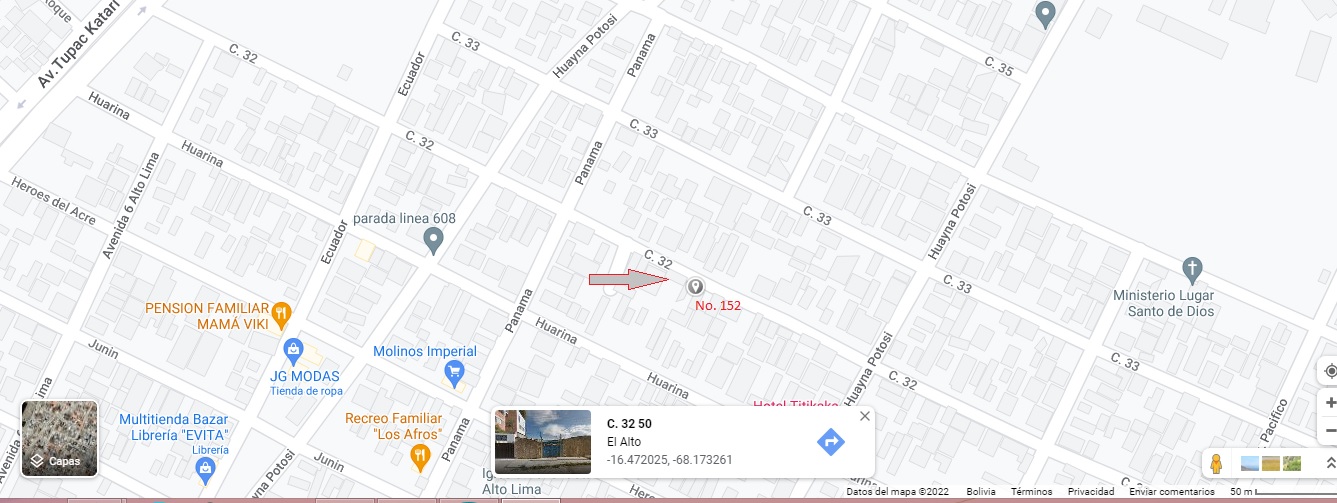 Roque
Av.Tupac Katari
C. 32
C. 33
Huayna Potosi
Panama
C. 35
Ecuador
Huarina
C. 32
C. 33
Huarina
Panama
Heroes del Acre
Avenida 6 Alto Lima
parada linea 608
C. 33
Huayna Potosi
Ecuador
C. 32
C. 33
Ministerio Lugar
Santo de Dios
No. 152
PENSION FAMILIAR
MAMÁ VIKI
Panama
Huarina
Junin
Molinos Imperial
Huayna Potosi
C. 33
JG MODAS
Tienda de ropa
Huarina
C. 32
Hotel Titikaka
Multitienda Bazar
Librería "EVITA"
Librería
Recreo Familiar
"Los Afros"
Panama
Pacifico
Capas
Junin
C. 32 50
El Alto
-16.472025, -68.173261
Alto Lima
Datos del mapa ©2022
Bolivia
Términos
Privacidad
Enviar comentarios
50 m